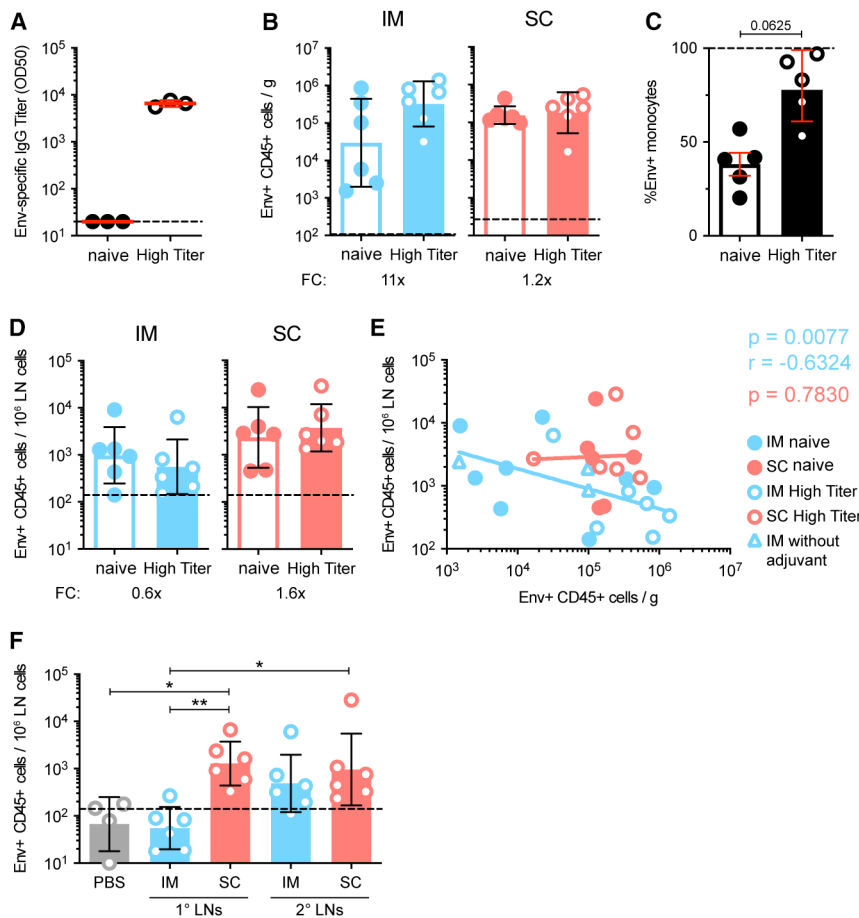 A
Env-specific IgG Titer (OD50)
10⁵
10⁴
10³
10²
10¹
naive High Titer
B
IM SC
Env+ CD45+ cells / g
10⁷
10⁶
10⁵
10⁴
10³
10²
naive High Titer naive High Titer
FC: 11x 1.2x
C
0.0625
%Env+ monocytes
100
50
0
naive High Titer
D
IM SC
Env+ CD45+ cells / 10⁶ LN cells
10⁵
10⁴
10³
10²
10¹
naive High Titer naive High Titer
FC: 0.6x 1.6x
E
Env+ CD45+ cells / 10⁶ LN cells
10⁵
10⁴
10³
10²
10³ 10⁴ 10⁵ 10⁶ 10⁷
Env+ CD45+ cells / g
p = 0.0077
r = -0.6324
p = 0.7830
IM naive
SC naive
IM High Titer
SC High Titer
IM without
adjuvant
F
Env+ CD45+ cells / 10⁶ LN cells
10⁵
10⁴
10³
10²
10¹
*
*
**
PBS IM SC IM SC
1° LNs 2° LNs